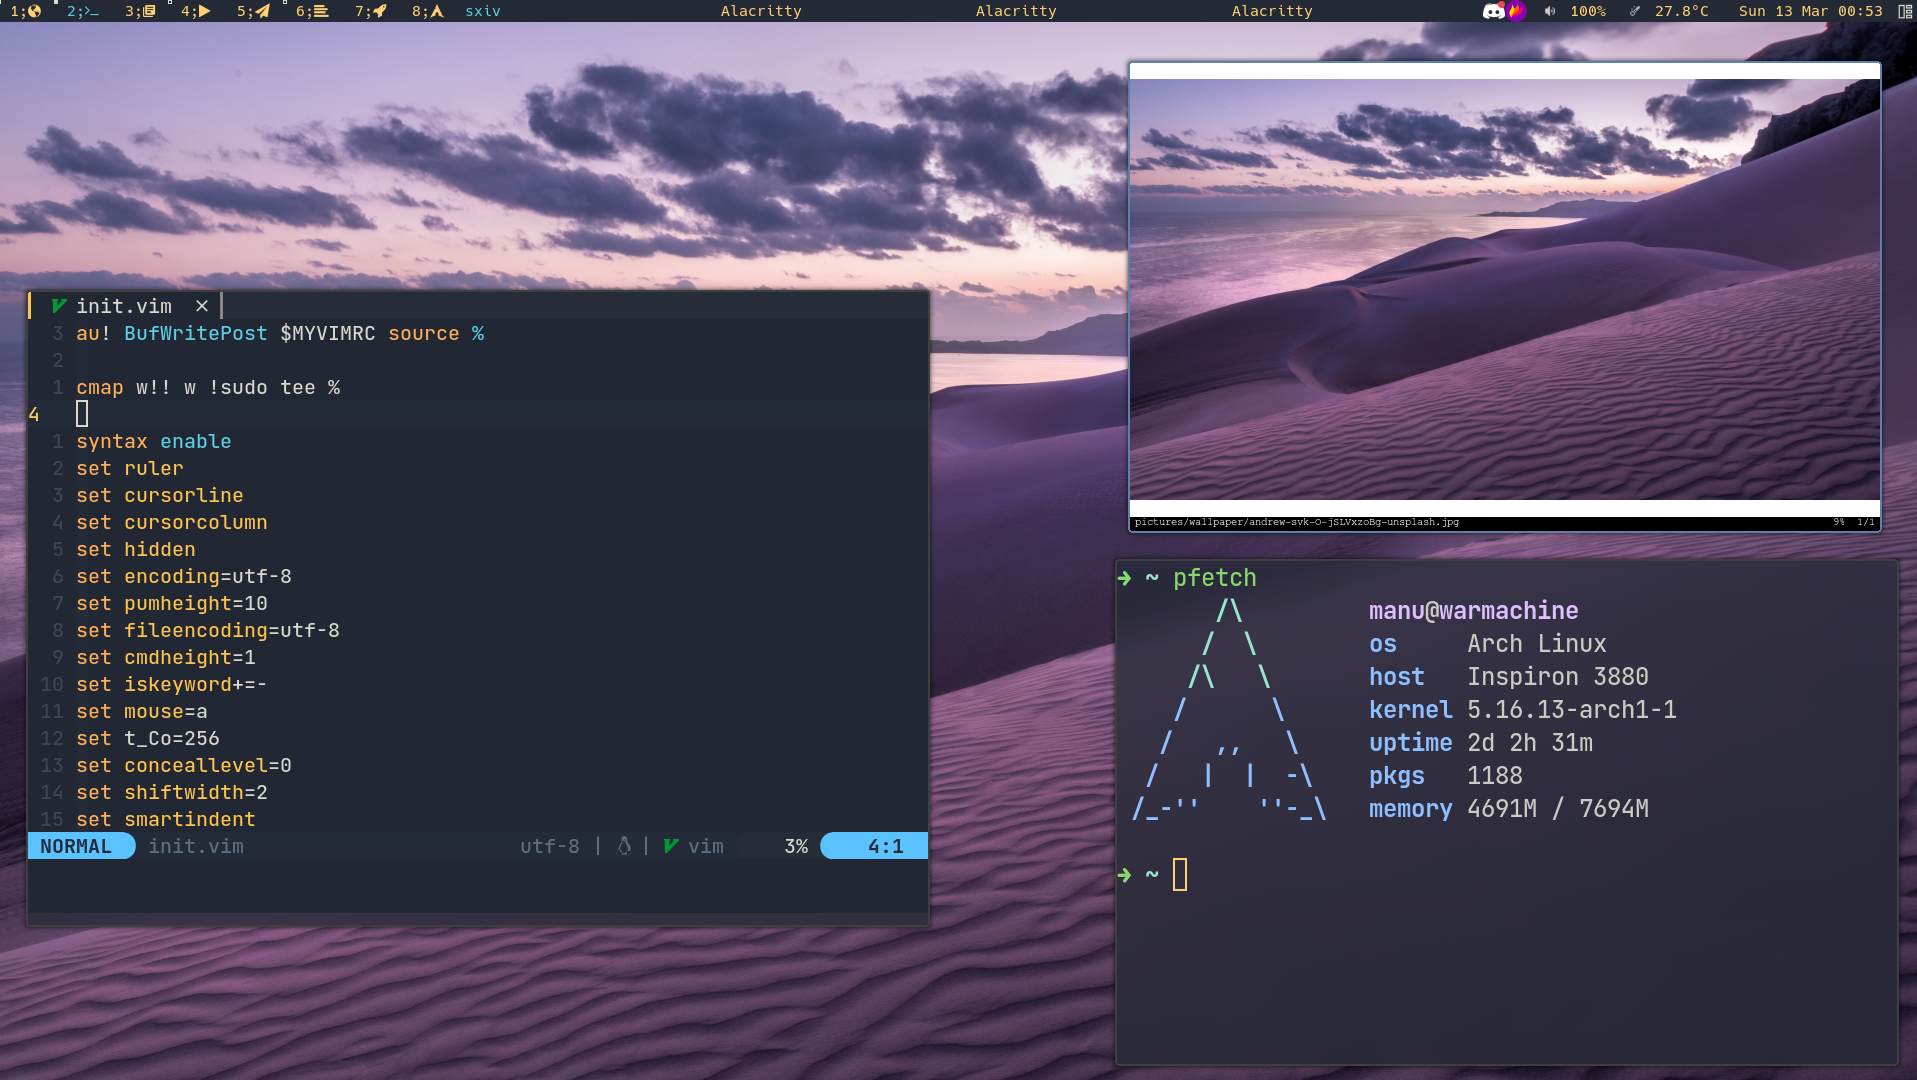 1; 2; 3; 4; 5; 6; 7; 8; sxiv Alacritty Alacritty Alacritty 100% 27.8°C Sun 13 Mar 00:53
init.vim ×
3 au! BufWritePost $MYVIMRC source %
2
1 cmap w!! w !sudo tee %
4
1 syntax enable
2 set ruler
3 set cursorline
4 set cursorcolumn
5 set hidden
6 set encoding=utf-8
7 set pumheight=10
8 set fileencoding=utf-8
9 set cmdheight=1
10 set iskeyword+=-
11 set mouse=a
12 set t_Co=256
13 set conceallevel=0
14 set shiftwidth=2
15 set smartindent
NORMAL init.vim utf-8 | | vim 3% 4:1
pictures/wallpaper/andrew-svk-O-jSLVxzoBg-unsplash.jpg 9% 1/1
➜ ~ pfetch
/\ manu@warmachine
/ \ os Arch Linux
/\ \ host Inspiron 3880
/ \ kernel 5.16.13-arch1-1
/ ,, \ uptime 2d 2h 31m
/ | | -\ pkgs 1188
/_-'' ''-_\ memory 4691M / 7694M
➜ ~